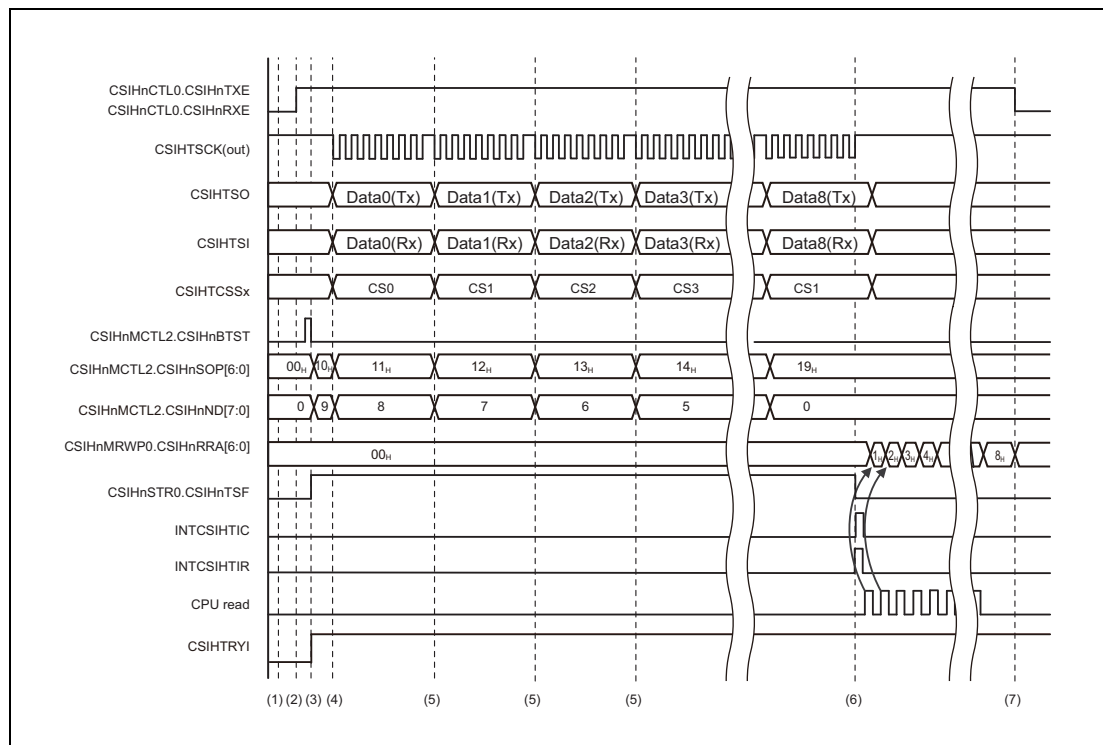 CSIHnCTL0.CSIHnTXE
CSIHnCTL0.CSIHnRXE
CSIHTSCK(out)
CSIHTSO Data0(Tx) Data1(Tx) Data2(Tx) Data3(Tx) Data8(Tx)
CSIHTSI Data0(Rx) Data1(Rx) Data2(Rx) Data3(Rx) Data8(Rx)
CSIHTCSSx CS0 CS1 CS2 CS3 CS1
CSIHnMCTL2.CSIHnBTST
CSIHnMCTL2.CSIHnSOP[6:0] 00H 10H 11H 12H 13H 14H 19H
CSIHnMCTL2.CSIHnND[7:0] 0 9 8 7 6 5 0
CSIHnMRWP0.CSIHnRRA[6:0] 00H 1H 2H 3H 4H 8H
CSIHnSTR0.CSIHnTSF
INTCSIHTIC
INTCSIHTIR
CPU read
CSIHTRYI
(1) (2) (3) (4) (5) (5) (5) (6) (7)